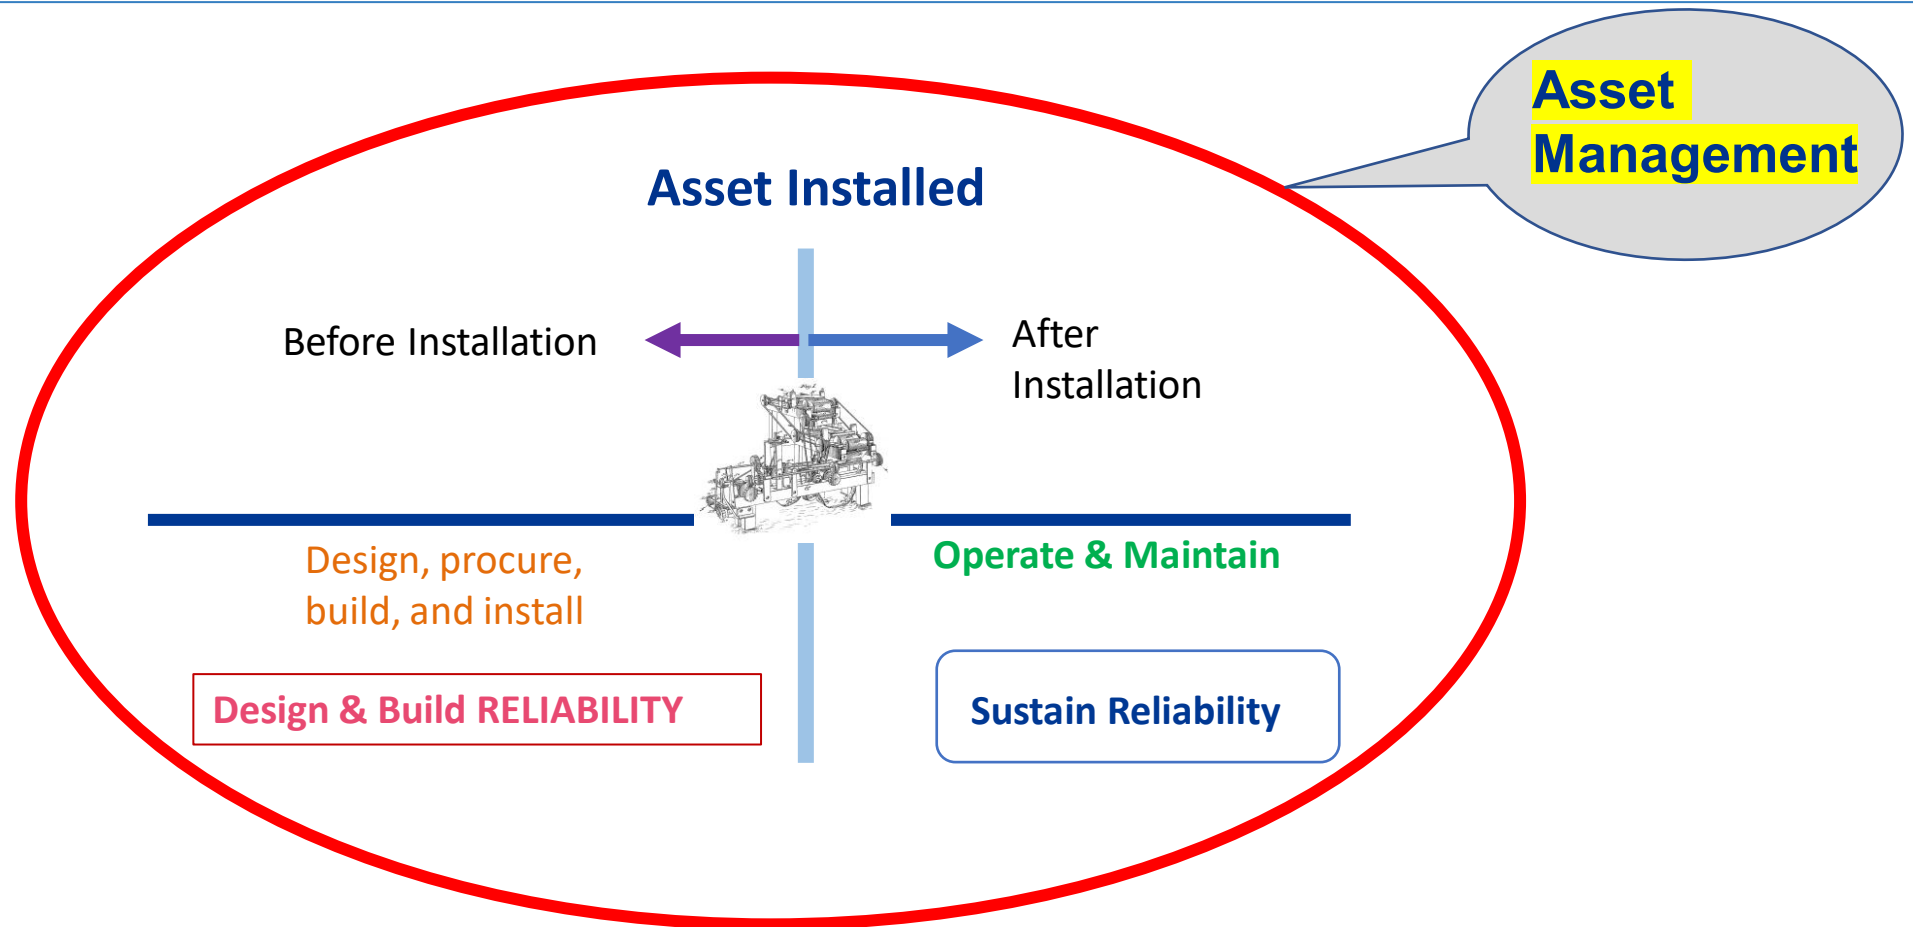 Asset
Management
Asset Installed
Before Installation
After
Installation
Design, procure,
build, and install
Operate & Maintain
Design & Build RELIABILITY
Sustain Reliability